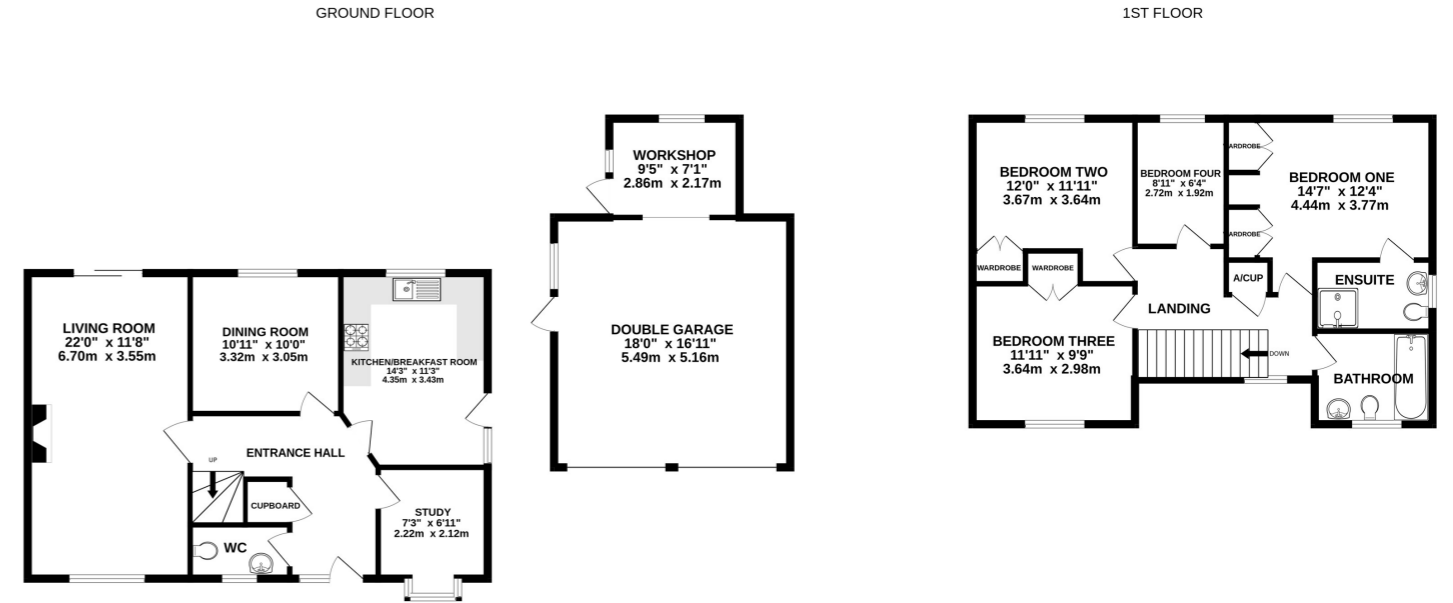 GROUND FLOOR
1ST FLOOR
WORKSHOP
9'5" x 7'1"
2.86m x 2.17m
DOUBLE GARAGE
18'0" x 16'11"
5.49m x 5.16m
LIVING ROOM
22'0" x 11'8"
6.70m x 3.55m
DINING ROOM
10'11" x 10'0"
3.32m x 3.05m
KITCHEN/BREAKFAST ROOM
14'3" x 11'3"
4.35m x 3.43m
ENTRANCE HALL
UP
CUPBOARD
WC
STUDY
7'3" x 6'11"
2.22m x 2.12m
BEDROOM TWO
12'0" x 11'11"
3.67m x 3.64m
BEDROOM FOUR
8'11" x 6'4"
2.72m x 1.92m
WARDROBE
BEDROOM ONE
14'7" x 12'4"
4.44m x 3.77m
WARDROBE
WARDROBE
WARDROBE
A/CUP
ENSUITE
LANDING
BEDROOM THREE
11'11" x 9'9"
3.64m x 2.98m
DOWN
BATHROOM